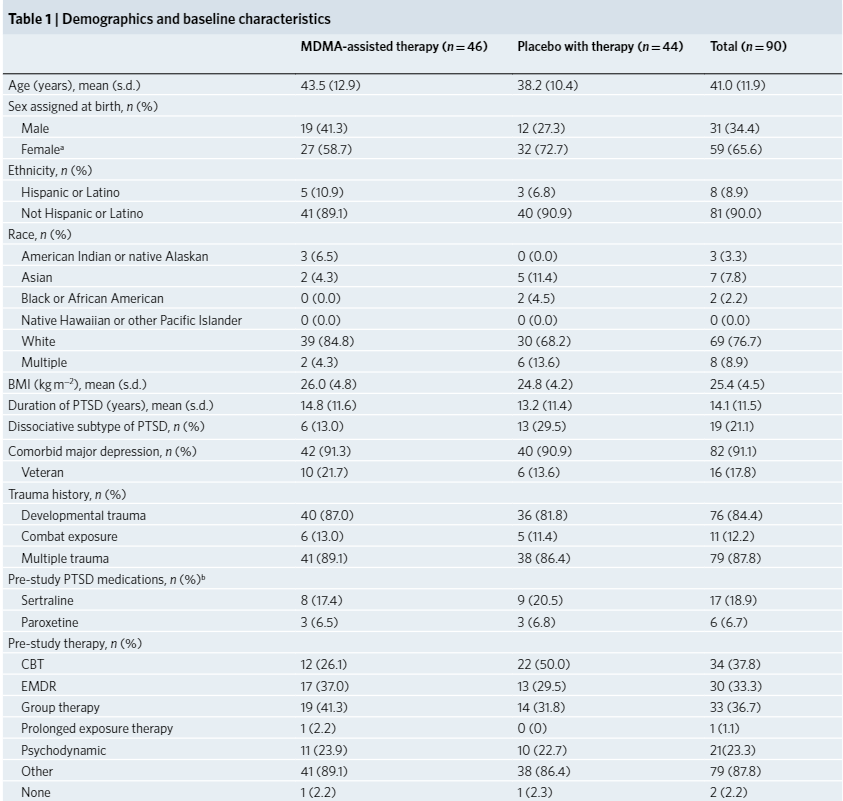 Table 1 | Demographics and baseline characteristics
MDMA-assisted therapy (n=46) Placebo with therapy (n=44) Total (n=90)
Age (years), mean (s.d.) 43.5 (12.9) 38.2 (10.4) 41.0 (11.9)
Sex assigned at birth, n (%)
Male 19 (41.3) 12 (27.3) 31 (34.4)
Femaleᵃ 27 (58.7) 32 (72.7) 59 (65.6)
Ethnicity, n (%)
Hispanic or Latino 5 (10.9) 3 (6.8) 8 (8.9)
Not Hispanic or Latino 41 (89.1) 40 (90.9) 81 (90.0)
Race, n (%)
American Indian or native Alaskan 3 (6.5) 0 (0.0) 3 (3.3)
Asian 2 (4.3) 5 (11.4) 7 (7.8)
Black or African American 0 (0.0) 2 (4.5) 2 (2.2)
Native Hawaiian or other Pacific Islander 0 (0.0) 0 (0.0) 0 (0.0)
White 39 (84.8) 30 (68.2) 69 (76.7)
Multiple 2 (4.3) 6 (13.6) 8 (8.9)
BMI (kg m⁻²), mean (s.d.) 26.0 (4.8) 24.8 (4.2) 25.4 (4.5)
Duration of PTSD (years), mean (s.d.) 14.8 (11.6) 13.2 (11.4) 14.1 (11.5)
Dissociative subtype of PTSD, n (%) 6 (13.0) 13 (29.5) 19 (21.1)
Comorbid major depression, n (%) 42 (91.3) 40 (90.9) 82 (91.1)
Veteran 10 (21.7) 6 (13.6) 16 (17.8)
Trauma history, n (%)
Developmental trauma 40 (87.0) 36 (81.8) 76 (84.4)
Combat exposure 6 (13.0) 5 (11.4) 11 (12.2)
Multiple trauma 41 (89.1) 38 (86.4) 79 (87.8)
Pre-study PTSD medications, n (%)ᵇ
Sertraline 8 (17.4) 9 (20.5) 17 (18.9)
Paroxetine 3 (6.5) 3 (6.8) 6 (6.7)
Pre-study therapy, n (%)
CBT 12 (26.1) 22 (50.0) 34 (37.8)
EMDR 17 (37.0) 13 (29.5) 30 (33.3)
Group therapy 19 (41.3) 14 (31.8) 33 (36.7)
Prolonged exposure therapy 1 (2.2) 0 (0) 1 (1.1)
Psychodynamic 11 (23.9) 10 (22.7) 21(23.3)
Other 41 (89.1) 38 (86.4) 79 (87.8)
None 1 (2.2) 1 (2.3) 2 (2.2)